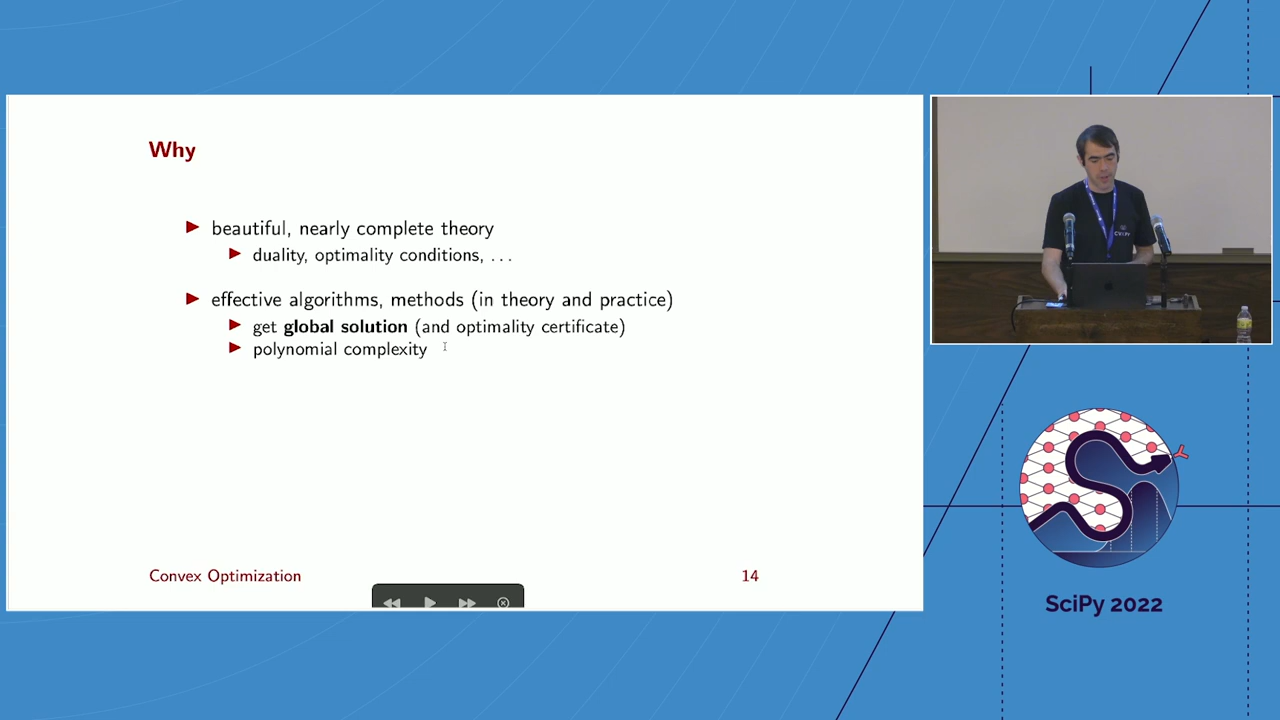 Why
beautiful, nearly complete theory
duality, optimality conditions, ...
effective algorithms, methods (in theory and practice)
get global solution (and optimality certificate)
polynomial complexity
Convex Optimization
14
SciPy 2022